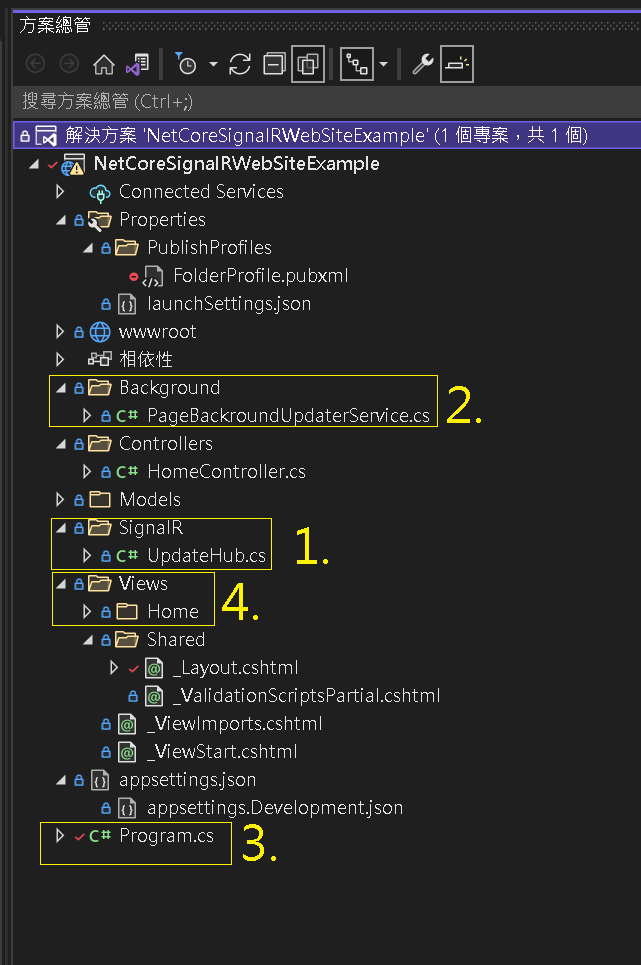 方案總管
搜尋方案總管 (Ctrl+;)
解決方案 'NetCoreSignalRWebSiteExample' (1 個專案，共 1 個)
NetCoreSignalRWebSiteExample
Connected Services
Properties
PublishProfiles
FolderProfile.pubxml
launchSettings.json
wwwroot
相依性
Background
PageBackroundUpdaterService.cs
2.
Controllers
HomeController.cs
Models
SignalR
UpdateHub.cs
1.
Views
Home
4.
Shared
_Layout.cshtml
_ValidationScriptsPartial.cshtml
_ViewImports.cshtml
_ViewStart.cshtml
appsettings.json
appsettings.Development.json
C# Program.cs
3.